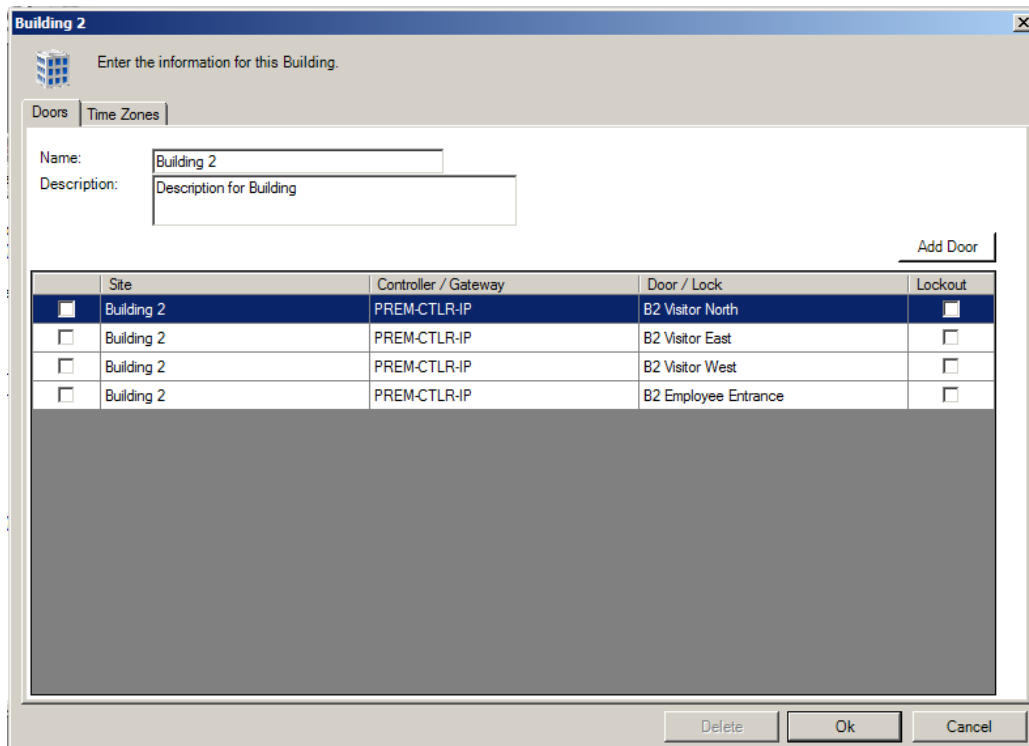 Building 2
Enter the information for this Building.
Doors Time Zones
Name: Building 2
Description: Description for Building
Add Door
Site Controller / Gateway Door / Lock Lockout
Building 2 PREM-CTLR-IP B2 Visitor North
Building 2 PREM-CTLR-IP B2 Visitor East
Building 2 PREM-CTLR-IP B2 Visitor West
Building 2 PREM-CTLR-IP B2 Employee Entrance
Delete Ok Cancel